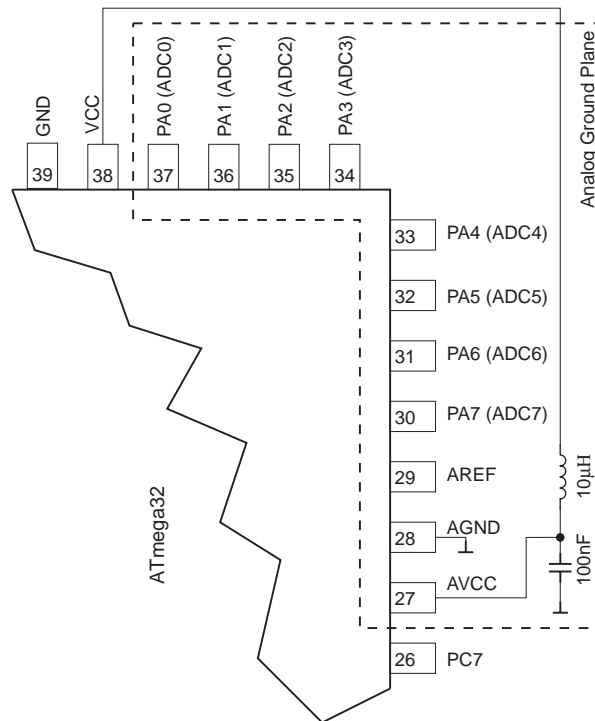 GND
VCC
PA0 (ADC0)
PA1 (ADC1)
PA2 (ADC2)
PA3 (ADC3)
Analog Ground Plane
39
38
37
36
35
34
33
PA4 (ADC4)
32
PA5 (ADC5)
31
PA6 (ADC6)
30
PA7 (ADC7)
29
AREF
10μH
28
AGND
ATmega32
100nF
27
AVCC
26
PC7